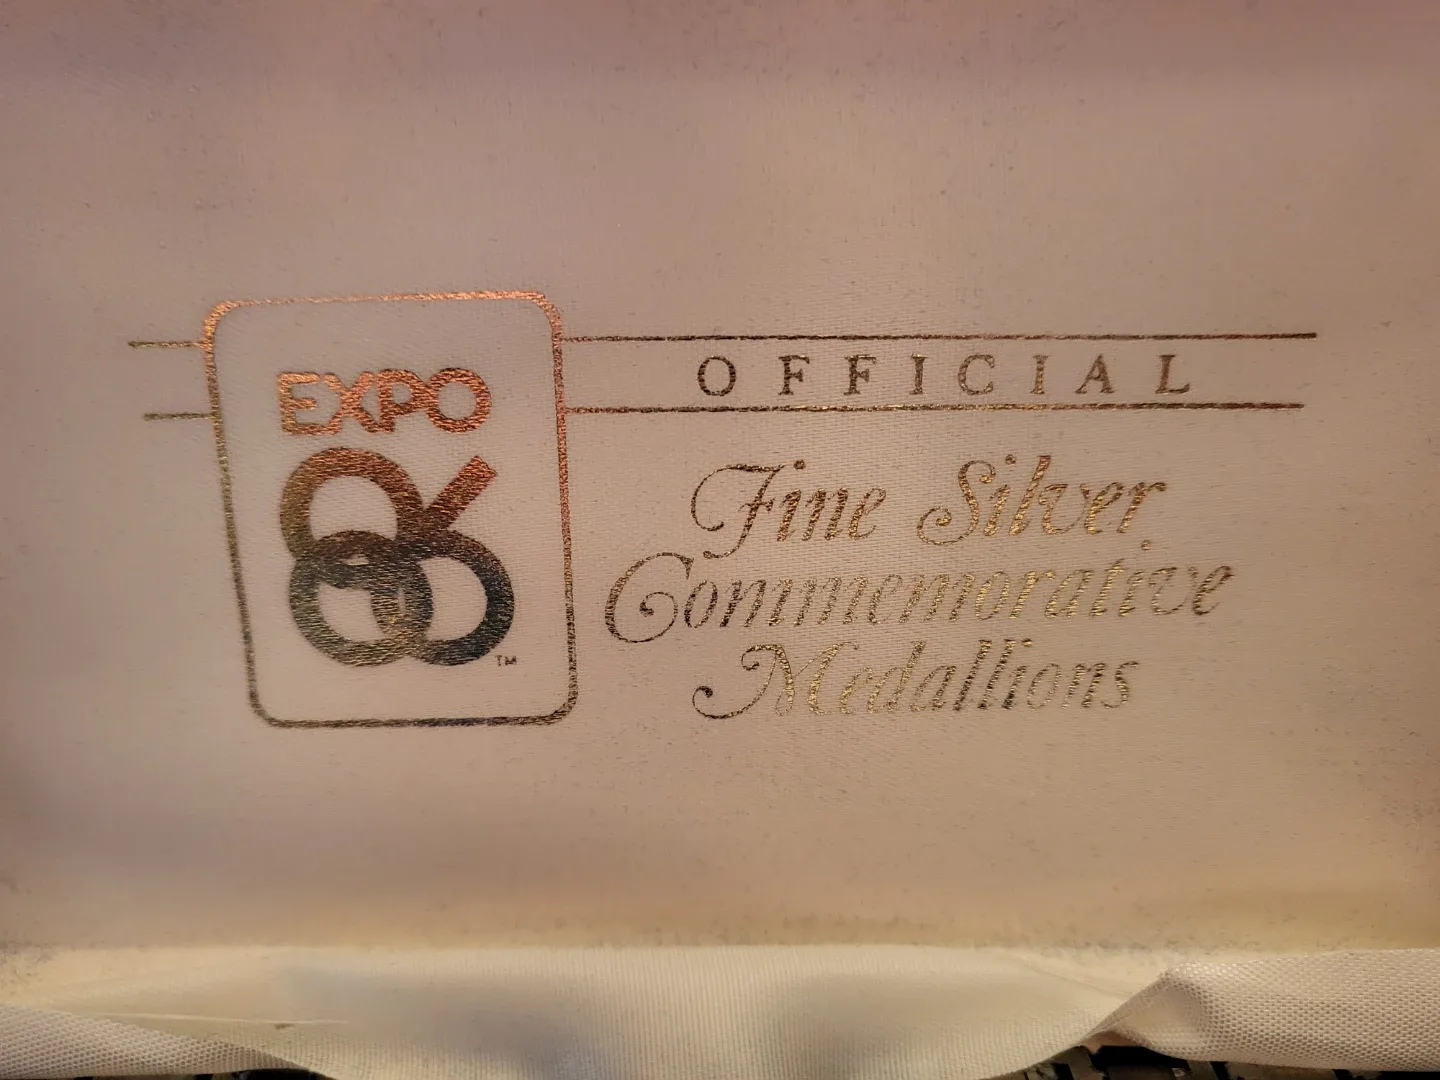 EXPO
86
TM
OFFICIAL
Fine Silver
Commemorative
Medallions